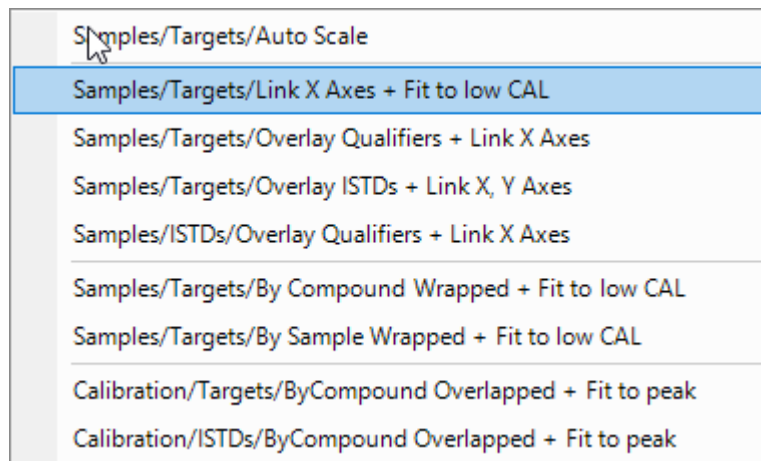 Samples/Targets/Auto Scale
Samples/Targets/Link X Axes + Fit to low CAL
Samples/Targets/Overlay Qualifiers + Link X Axes
Samples/Targets/Overlay ISTDs + Link X, Y Axes
Samples/ISTDs/Overlay Qualifiers + Link X Axes
Samples/Targets/By Compound Wrapped + Fit to low CAL
Samples/Targets/By Sample Wrapped + Fit to low CAL
Calibration/Targets/ByCompound Overlapped + Fit to peak
Calibration/ISTDs/ByCompound Overlapped + Fit to peak